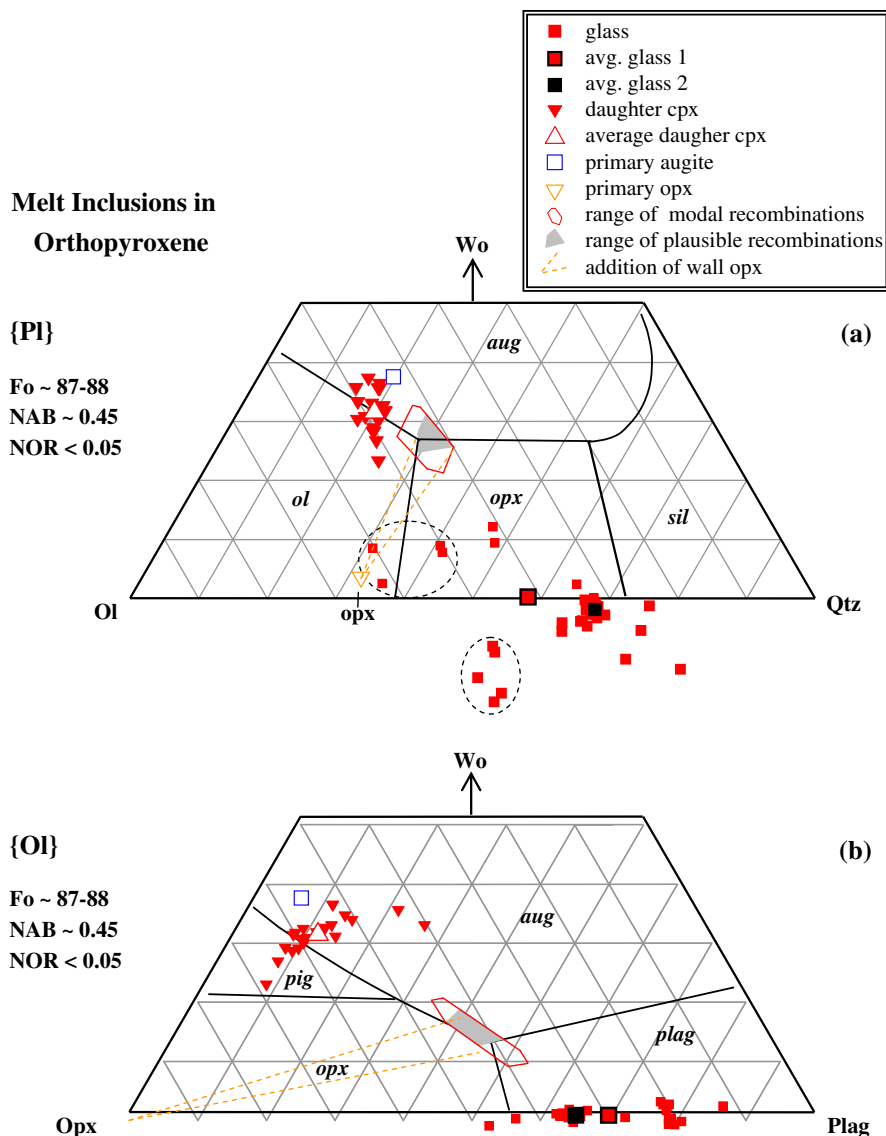 glass
avg. glass 1
avg. glass 2
daughter cpx
average daugher cpx
primary augite
primary opx
range of modal recombinations
range of plausible recombinations
addition of wall opx
Melt Inclusions in
Orthopyroxene
Wo
{Pl}
(a)
aug
Fo ~ 87-88
NAB ~ 0.45
NOR < 0.05
ol
opx
sil
Ol
opx
Qtz
Wo
{Ol}
(b)
Fo ~ 87-88
NAB ~ 0.45
NOR < 0.05
aug
pig
plag
opx
Opx
Plag